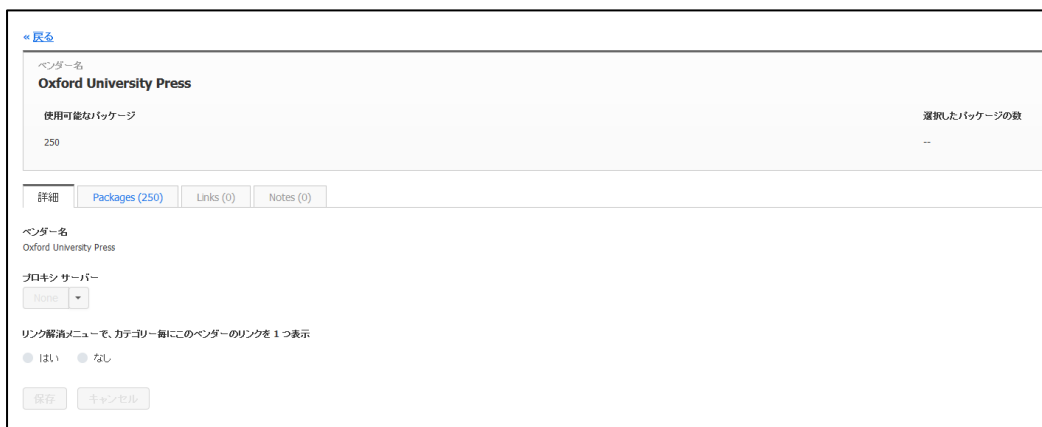 « 戻る
ベンダー名
Oxford University Press
使用可能なパッケージ 選択したパッケージの数
250 --
詳細 Packages (250) Links (0) Notes (0)
ベンダー名
Oxford University Press
プロキシ サーバー
None
リンク解消メニューで、カテゴリー毎にこのベンダーのリンクを 1 つ表示
はい なし
保存 キャンセル